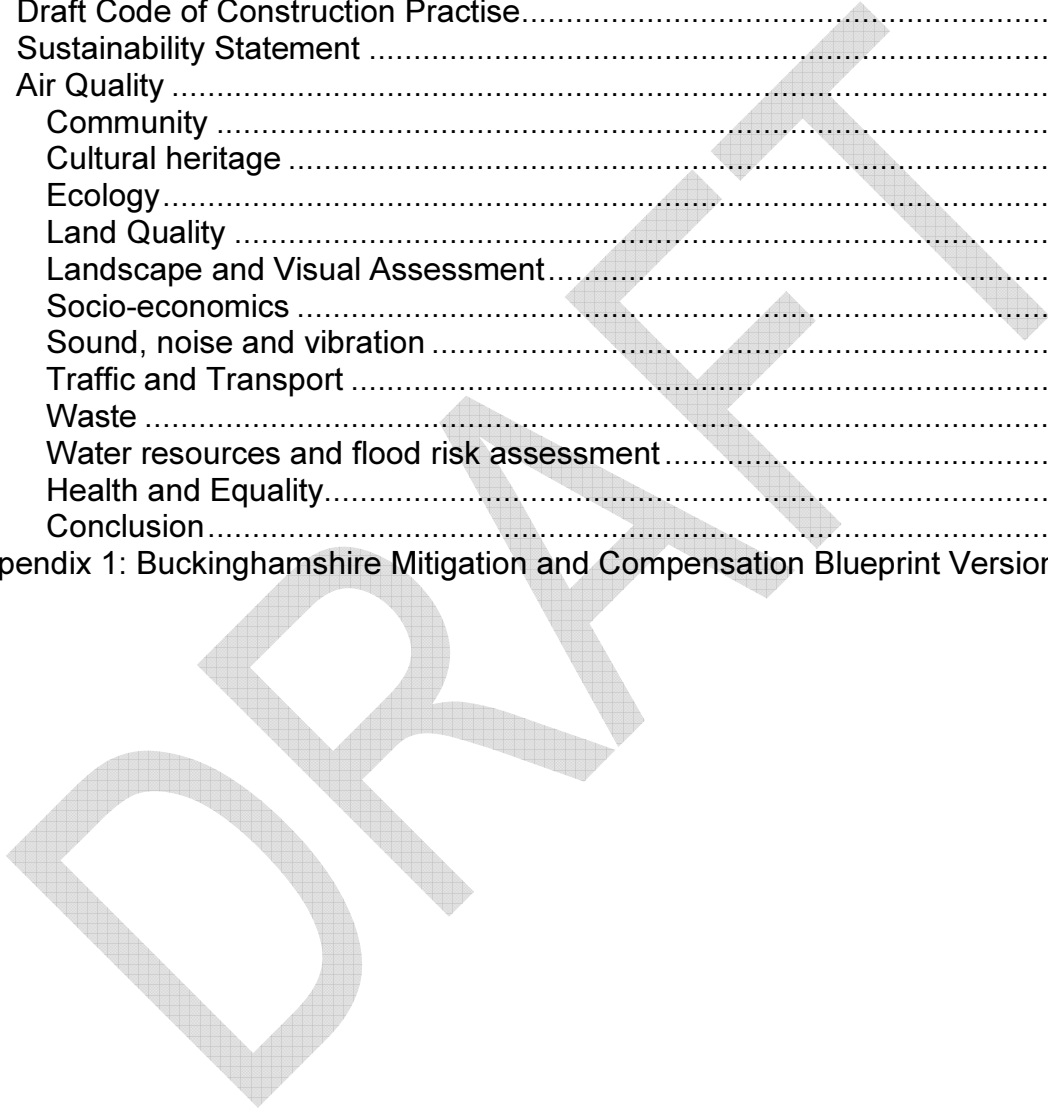 Draft Code of Construction Practise................................................................
Sustainability Statement ................................................................................
Air Quality ........................................................................................................
Community ...................................................................................................
Cultural heritage ..........................................................................................
Ecology..........................................................................................................
Land Quality .................................................................................................
Landscape and Visual Assessment............................................................
Socio-economics .........................................................................................
Sound, noise and vibration .........................................................................
Traffic and Transport ...................................................................................
Waste ............................................................................................................
Water resources and flood risk assessment ..............................................
Health and Equality......................................................................................
Conclusion....................................................................................................
pendix 1: Buckinghamshire Mitigation and Compensation Blueprint Version
DRAFT